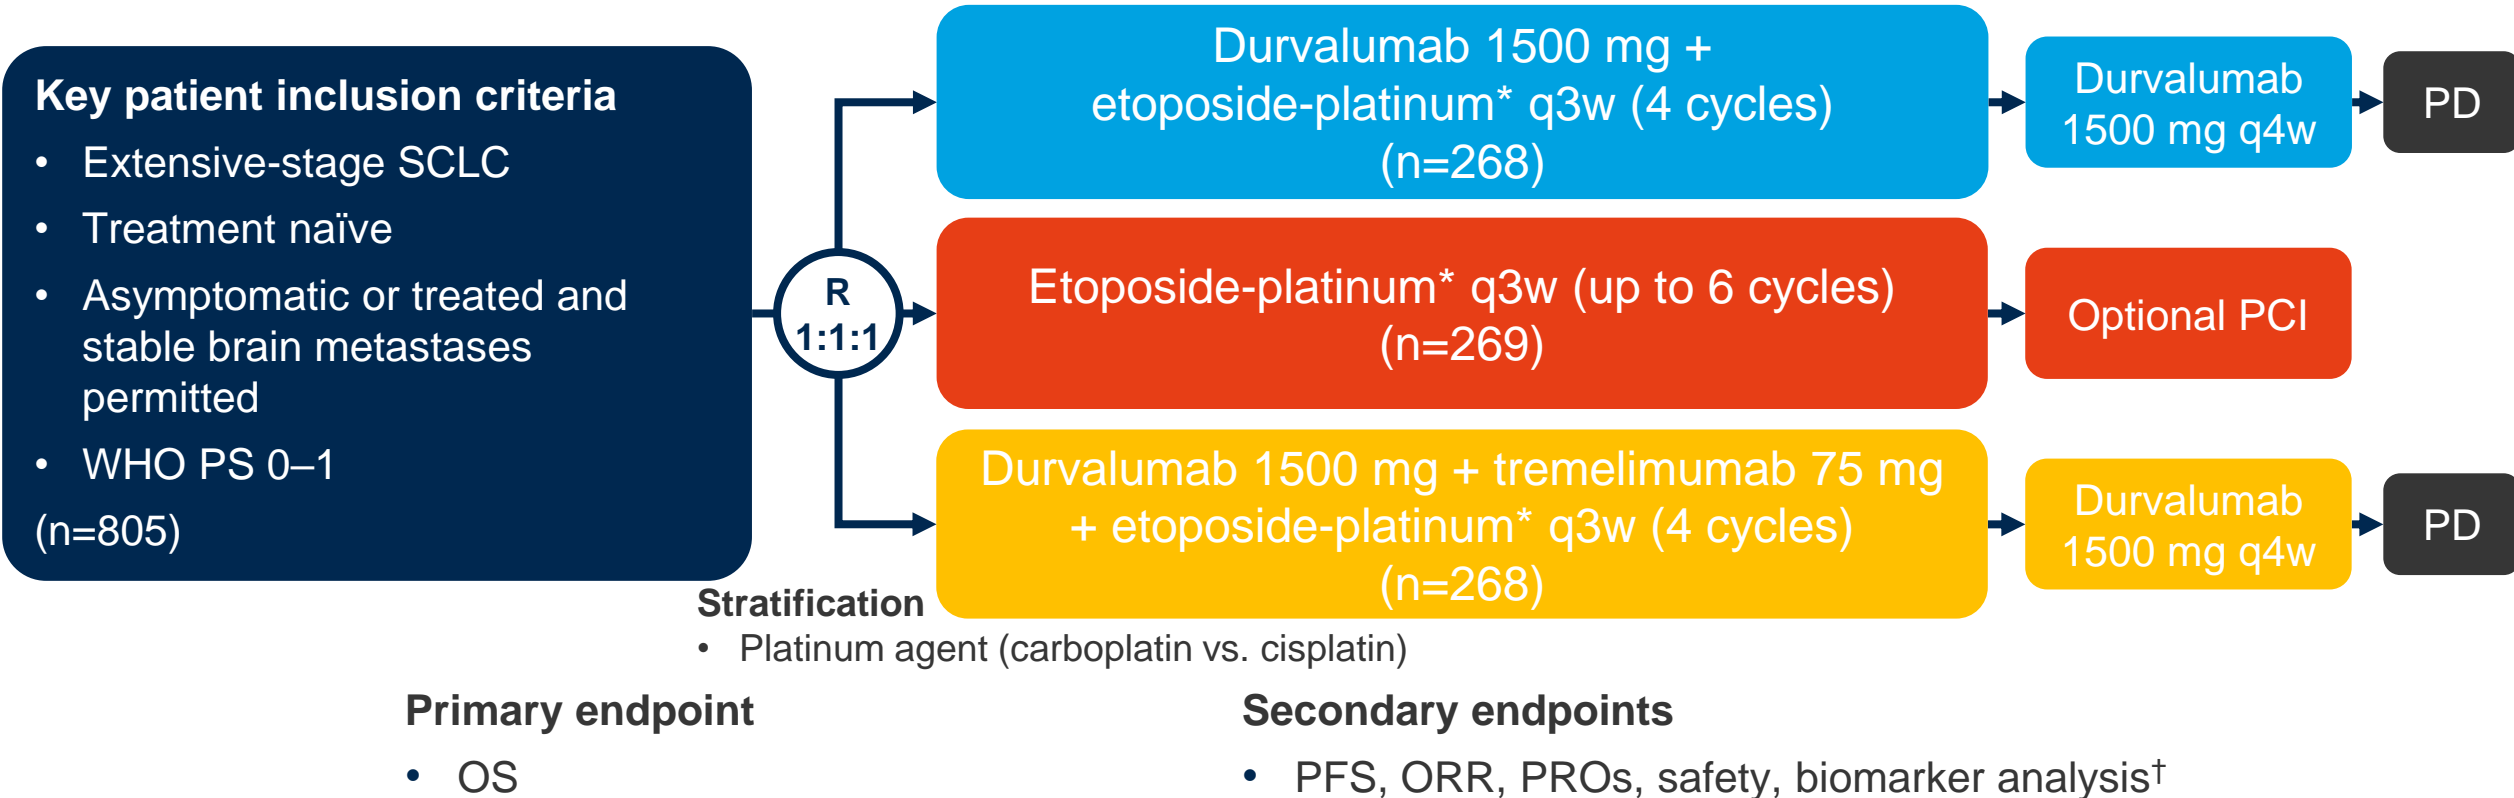 Key patient inclusion criteria
• Extensive-stage SCLC
• Treatment naïve
• Asymptomatic or treated and
stable brain metastases
permitted
• WHO PS 0–1
(n=805)
R
1:1:1
Durvalumab 1500 mg +
etoposide-platinum* q3w (4 cycles)
(n=268)
Durvalumab
1500 mg q4w
PD
Etoposide-platinum* q3w (up to 6 cycles)
(n=269)
Optional PCI
Durvalumab 1500 mg + tremelimumab 75 mg
+ etoposide-platinum* q3w (4 cycles)
(n=268)
Durvalumab
1500 mg q4w
PD
Stratification
• Platinum agent (carboplatin vs. cisplatin)
Primary endpoint
• OS
Secondary endpoints
• PFS, ORR, PROs, safety, biomarker analysis†